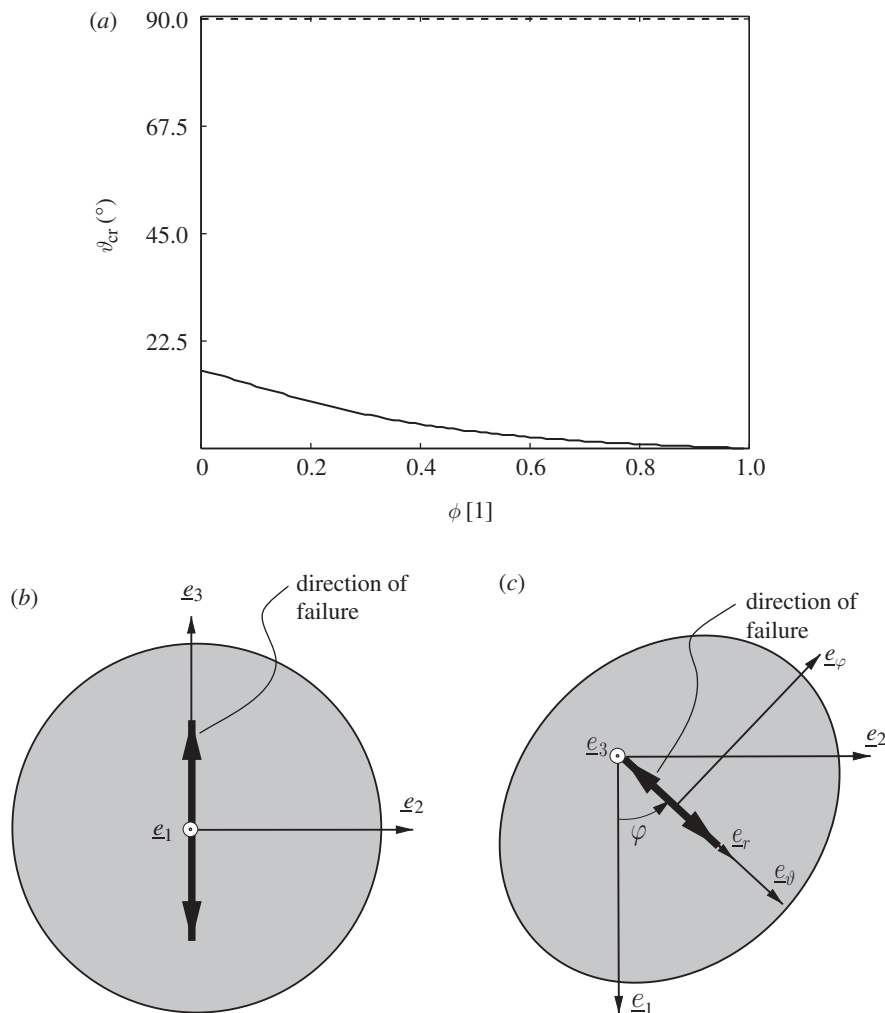 (a)
90.0
67.5
45.0
22.5
ϑcr (°)
0 0.2 0.4 0.6 0.8 1.0
ϕ [1]
(b)
e3
direction of
failure
e1
e2
(c)
direction of
failure
eφ
e3
e2
φ
er
eϑ
e1